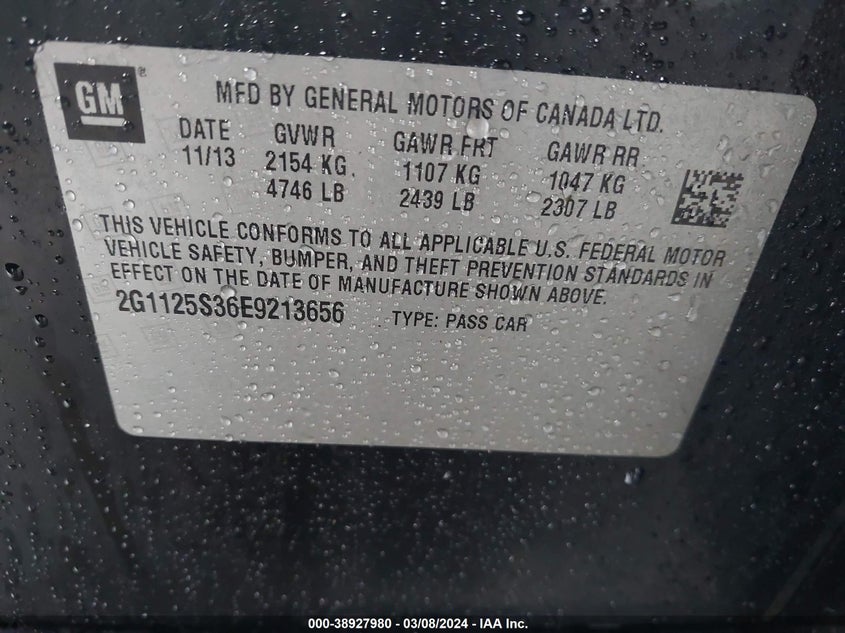 GM®
MFD BY GENERAL MOTORS OF CANADA LTD.
DATE GVWR GAWR FRT GAWR RR
11/13 2154 KG. 1107 KG 1047 KG
4746 LB 2439 LB 2307 LB
THIS VEHICLE CONFORMS TO ALL APPLICABLE U.S. FEDERAL MOTOR
VEHICLE SAFETY, BUMPER, AND THEFT PREVENTION STANDARDS IN
EFFECT ON THE DATE OF MANUFACTURE SHOWN ABOVE.
2G1125S36E9213656 TYPE: PASS CAR
000-38927980 - 03/08/2024 - IAA Inc.